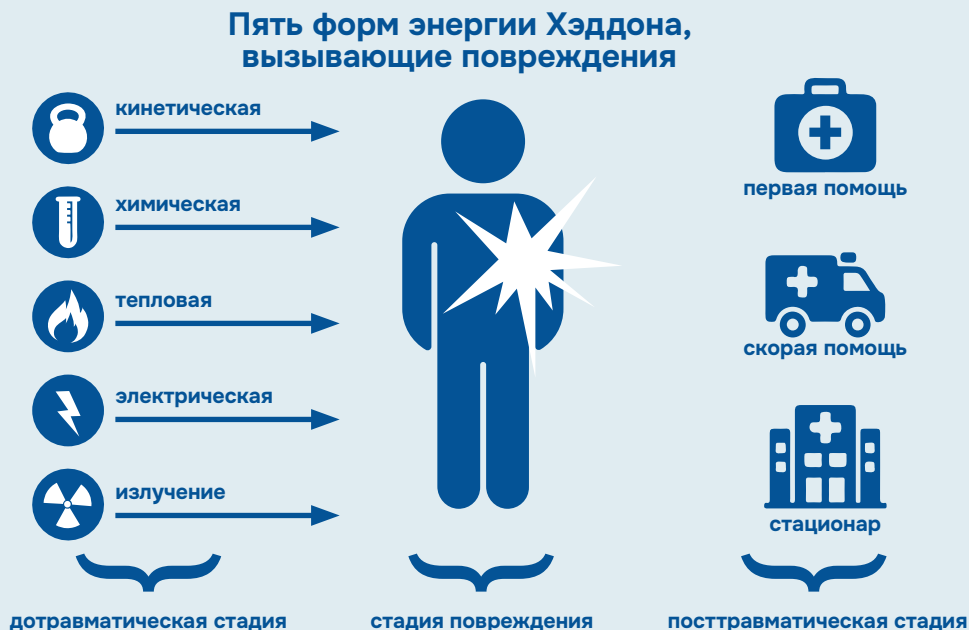 Пять форм энергии Хэддона,
вызывающие повреждения
кинетическая
химическая
тепловая
электрическая
излучение
первая помощь
скорая помощь
стационар
дотравматическая стадия
стадия повреждения
посттравматическая стадия